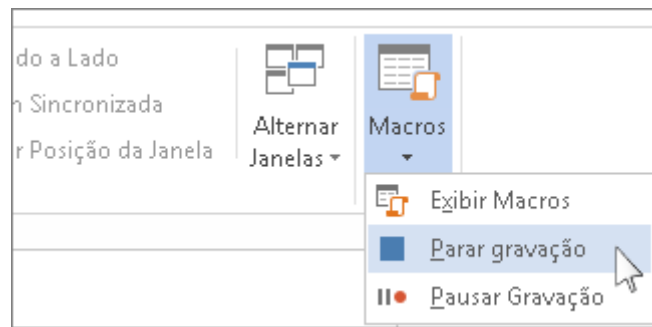 do a Lado
n Sincronizada
r Posição da Janela
Alternar
Janelas
Macros
Exibir Macros
Parar gravação
Pausar Gravação